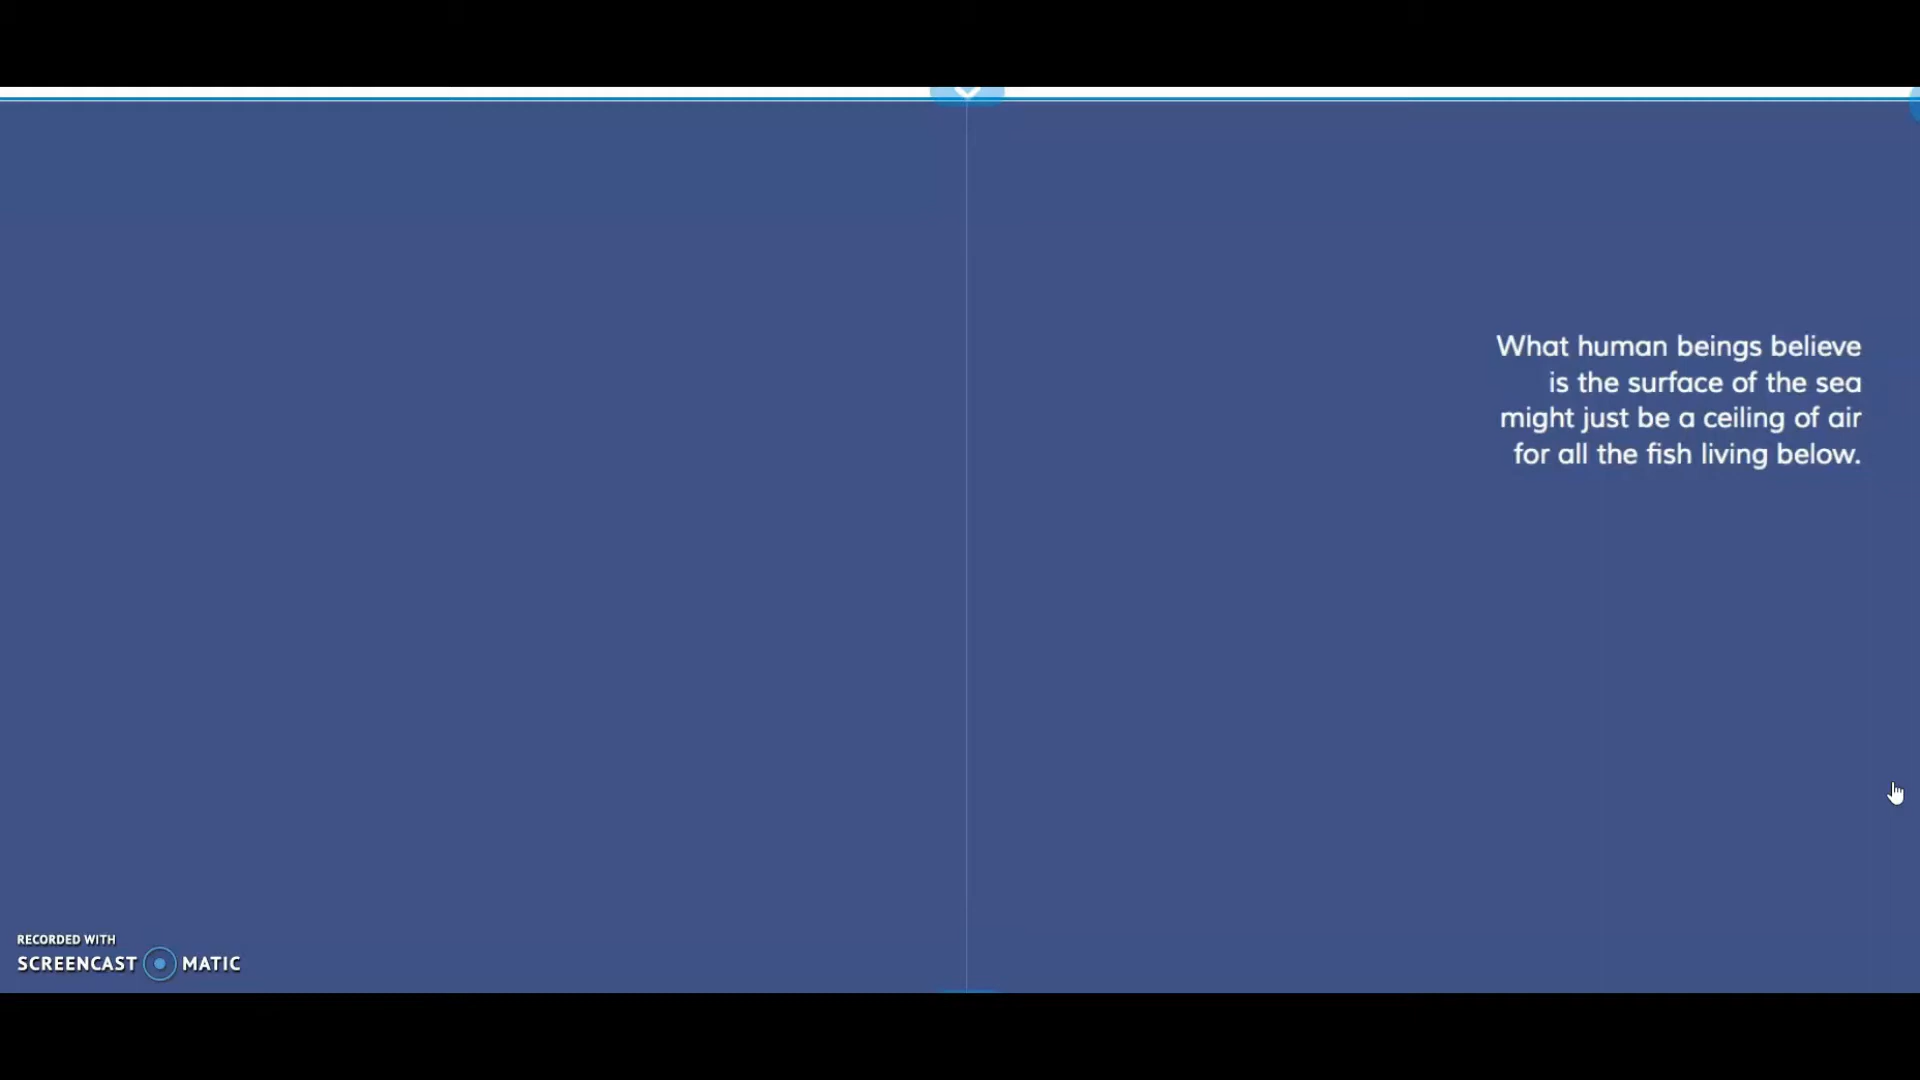 What human beings believe
is the surface of the sea
might just be a ceiling of air
for all the fish living below.
RECORDED WITH
SCREENCAST MATIC